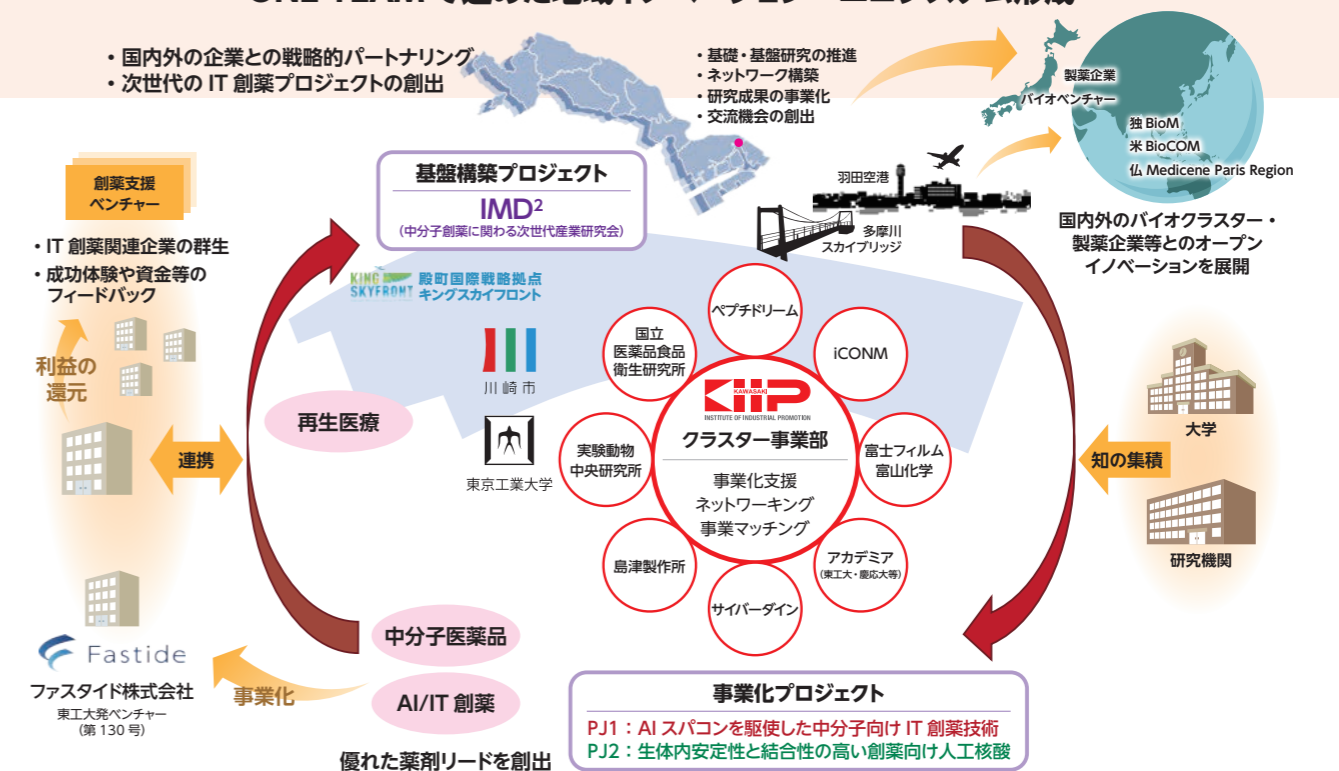 ・国内外の企業との戦略的パートナリング
・次世代の IT 創薬プロジェクトの創出
・基礎・基盤研究の推進
・ネットワーク構築
・研究成果の事業化
・交流機会の創出
製薬企業
バイオベンチャー
独 BioM
米 BioCOM
仏 Medicene Paris Region
国内外のバイオクラスター・
製薬企業等とのオープン
イノベーションを展開
創薬支援
ベンチャー
・IT 創薬関連企業の群生
・成功体験や資金等の
フィードバック
利益の
還元
連携
基盤構築プロジェクト
IMD²
(中分子創薬に関わる次世代産業研究会)
羽田空港
多摩川
スカイブリッジ
KING
SKYFRONT
殿町国際戦略拠点
キングスカイフロント
川崎市
東京工業大学
再生医療
ペプチドリーム
国立
医薬品食品
衛生研究所
iCONM
実験動物
中央研究所
富士フィルム
富山化学
島津製作所
アカデミア
(東工大・慶応大等)
サイバーダイン
KAWASAKI
KIIP
INSTITUTE OF INDUSTRIAL PROMOTION
クラスター事業部
事業化支援
ネットワーキング
事業マッチング
知の集積
大学
研究機関
中分子医薬品
AI/IT 創薬
優れた薬剤リードを創出
事業化
Fastide
ファスタイド株式会社
東工大発ベンチャー
(第 130 号)
事業化プロジェクト
PJ1：AI スパコンを駆使した中分子向け IT 創薬技術
PJ2：生体内安定性と結合性の高い創薬向け人工核酸